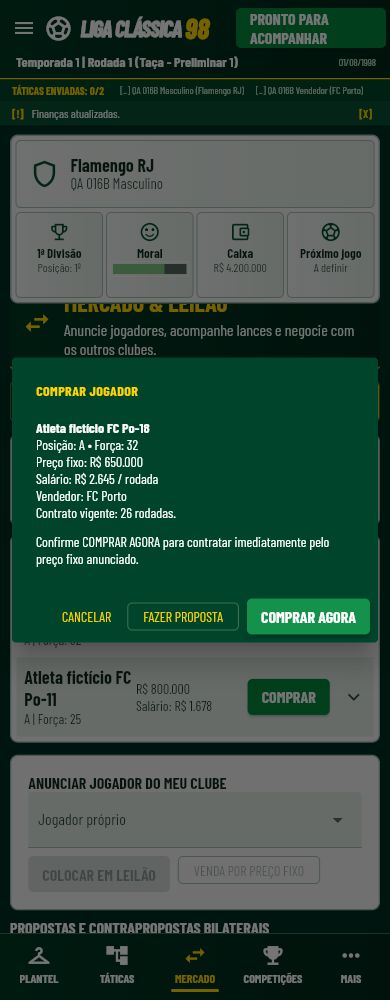 LIGA CLÁSSICA 98
PRONTO PARA
ACOMPANHAR
Temporada 1 | Rodada 1 (Taça - Preliminar 1)
01/08/1998
TÁTICAS ENVIADAS: 0/2
[_] QA 016B Masculino (Flamengo RJ)
[_] QA 016B Vendedor (FC Porto)
[!] Finanças atualizadas.
[X]
Flamengo RJ
QA 016B Masculino
1ª Divisão
Posição: 1º
Moral
Caixa
R$ 4.200.000
Próximo jogo
A definir
MERCADO & LEILÃO
Anuncie jogadores, acompanhe lances e negocie com
os outros clubes.
COMPRAR JOGADOR
Atleta fictício FC Po-18
Posição: A • Força: 32
Preço fixo: R$ 650.000
Salário: R$ 2.645 / rodada
Vendedor: FC Porto
Contrato vigente: 26 rodadas.
Confirme COMPRAR AGORA para contratar imediatamente pelo
preço fixo anunciado.
CANCELAR
FAZER PROPOSTA
COMPRAR AGORA
Atleta fictício FC
Po-11
A | Força: 25
R$ 800.000
Salário: R$ 1.678
COMPRAR
ANUNCIAR JOGADOR DO MEU CLUBE
Jogador próprio
COLOCAR EM LEILÃO
VENDA POR PREÇO FIXO
PROPOSTAS E CONTRAPROPOSTAS BILATERAIS
PLANTEL
TÁTICAS
MERCADO
COMPETIÇÕES
MAIS